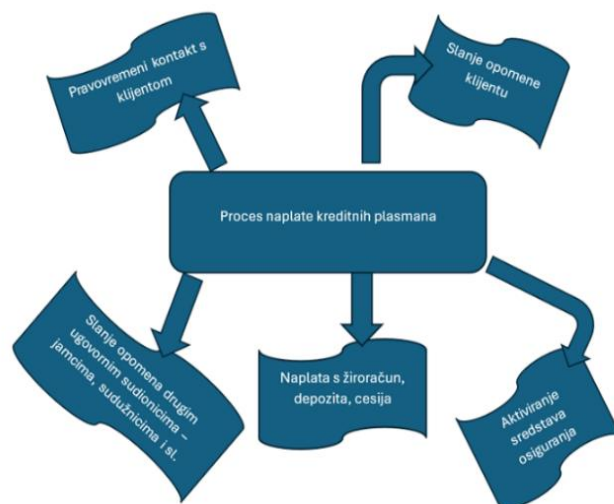 Pravovremeni kontakt s
klijentom
Slanje opomene
klijentu
Proces naplate kreditnih plasmana
Slanje opomena drugim
ugovornim sudionicima –
jamcima, sudužnicima i sl.
Naplata s žiroračun,
depozita, cesija
Aktiviranje
sredstava
osiguranja